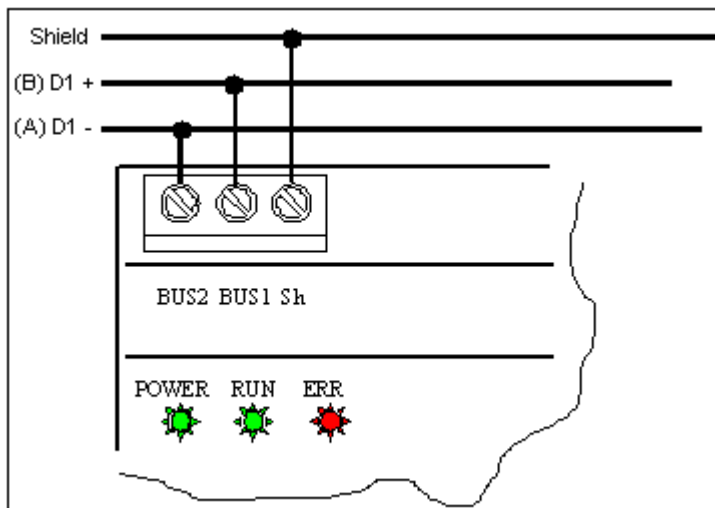 Shield
(B) D1 +
(A) D1 -
BUS2 BUS1 Sh
POWER RUN ERR